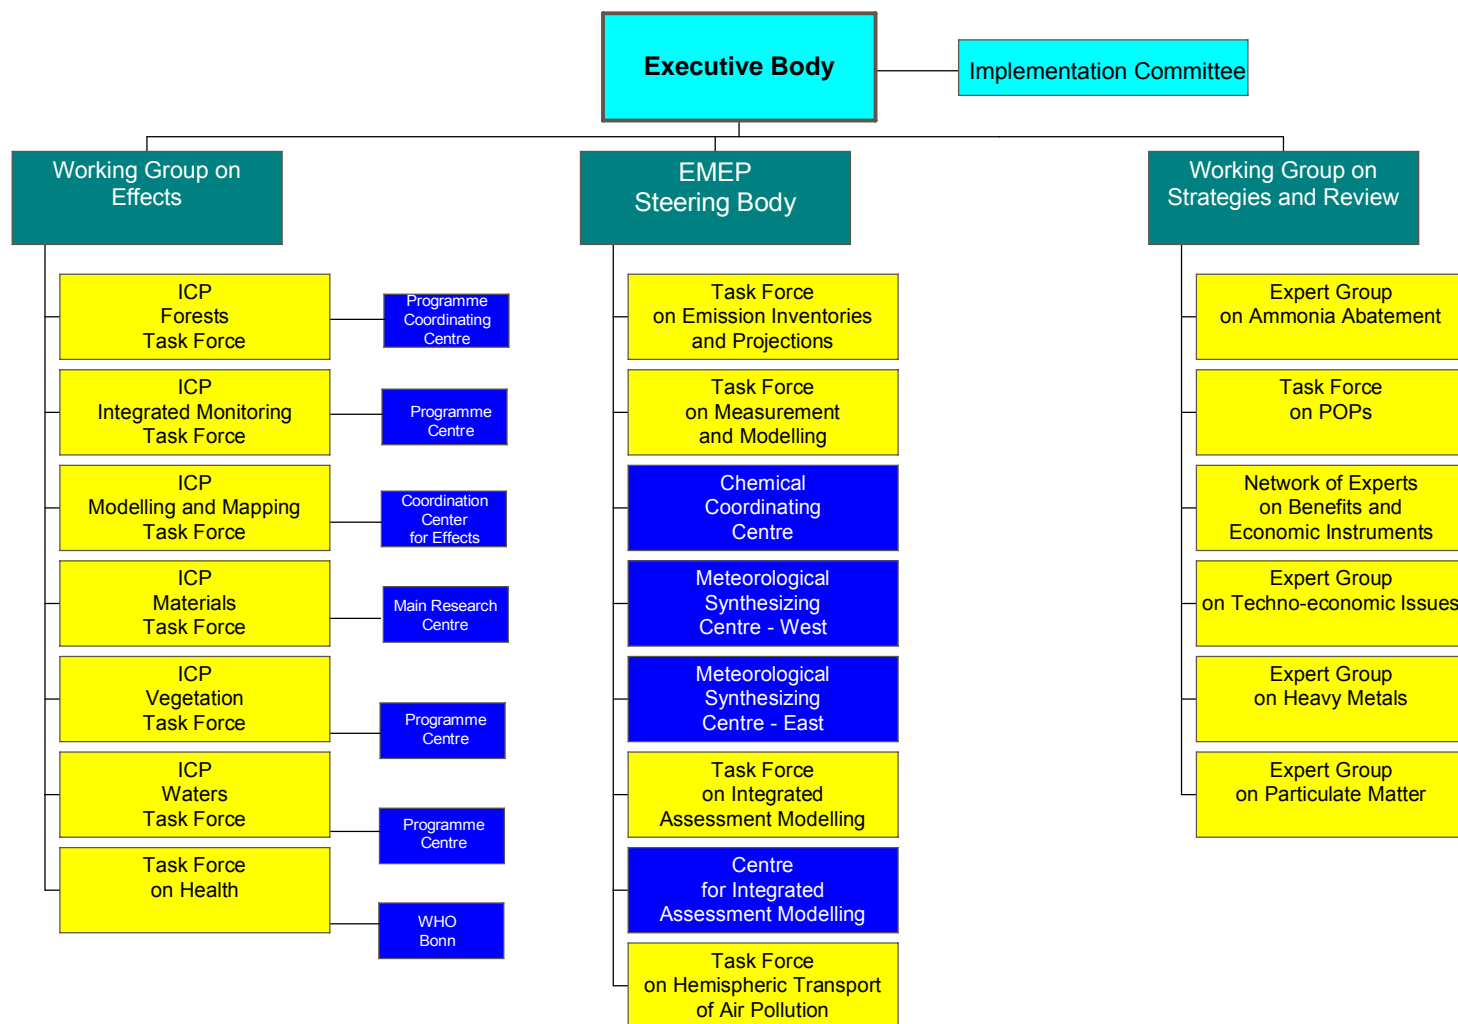 Executive Body
Implementation Committee
Working Group on
Effects
EMEP
Steering Body
Working Group on
Strategies and Review
ICP
Forests
Task Force
Programme
Coordinating
Centre
ICP
Integrated Monitoring
Task Force
Programme
Centre
ICP
Modelling and Mapping
Task Force
Coordination
Center
for Effects
ICP
Materials
Task Force
Main Research
Centre
ICP
Vegetation
Task Force
Programme
Centre
ICP
Waters
Task Force
Programme
Centre
Task Force
on Health
WHO
Bonn
Task Force
on Emission Inventories
and Projections
Task Force
on Measurement
and Modelling
Chemical
Coordinating
Centre
Meteorological
Synthesizing
Centre - West
Meteorological
Synthesizing
Centre - East
Task Force
on Integrated
Assessment Modelling
Centre
for Integrated
Assessment Modelling
Task Force
on Hemispheric Transport
of Air Pollution
Expert Group
on Ammonia Abatement
Task Force
on POPs
Network of Experts
on Benefits and
Economic Instruments
Expert Group
on Techno-economic Issues
Expert Group
on Heavy Metals
Expert Group
on Particulate Matter